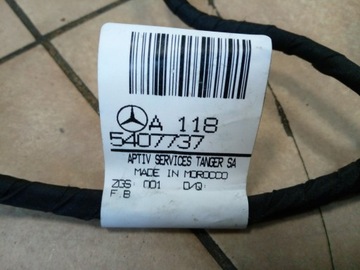 A 118
5407737
APTIV SERVICES TANGER SA
MADE IN MOROCCO
ZGS: 001 D/Q:
F B